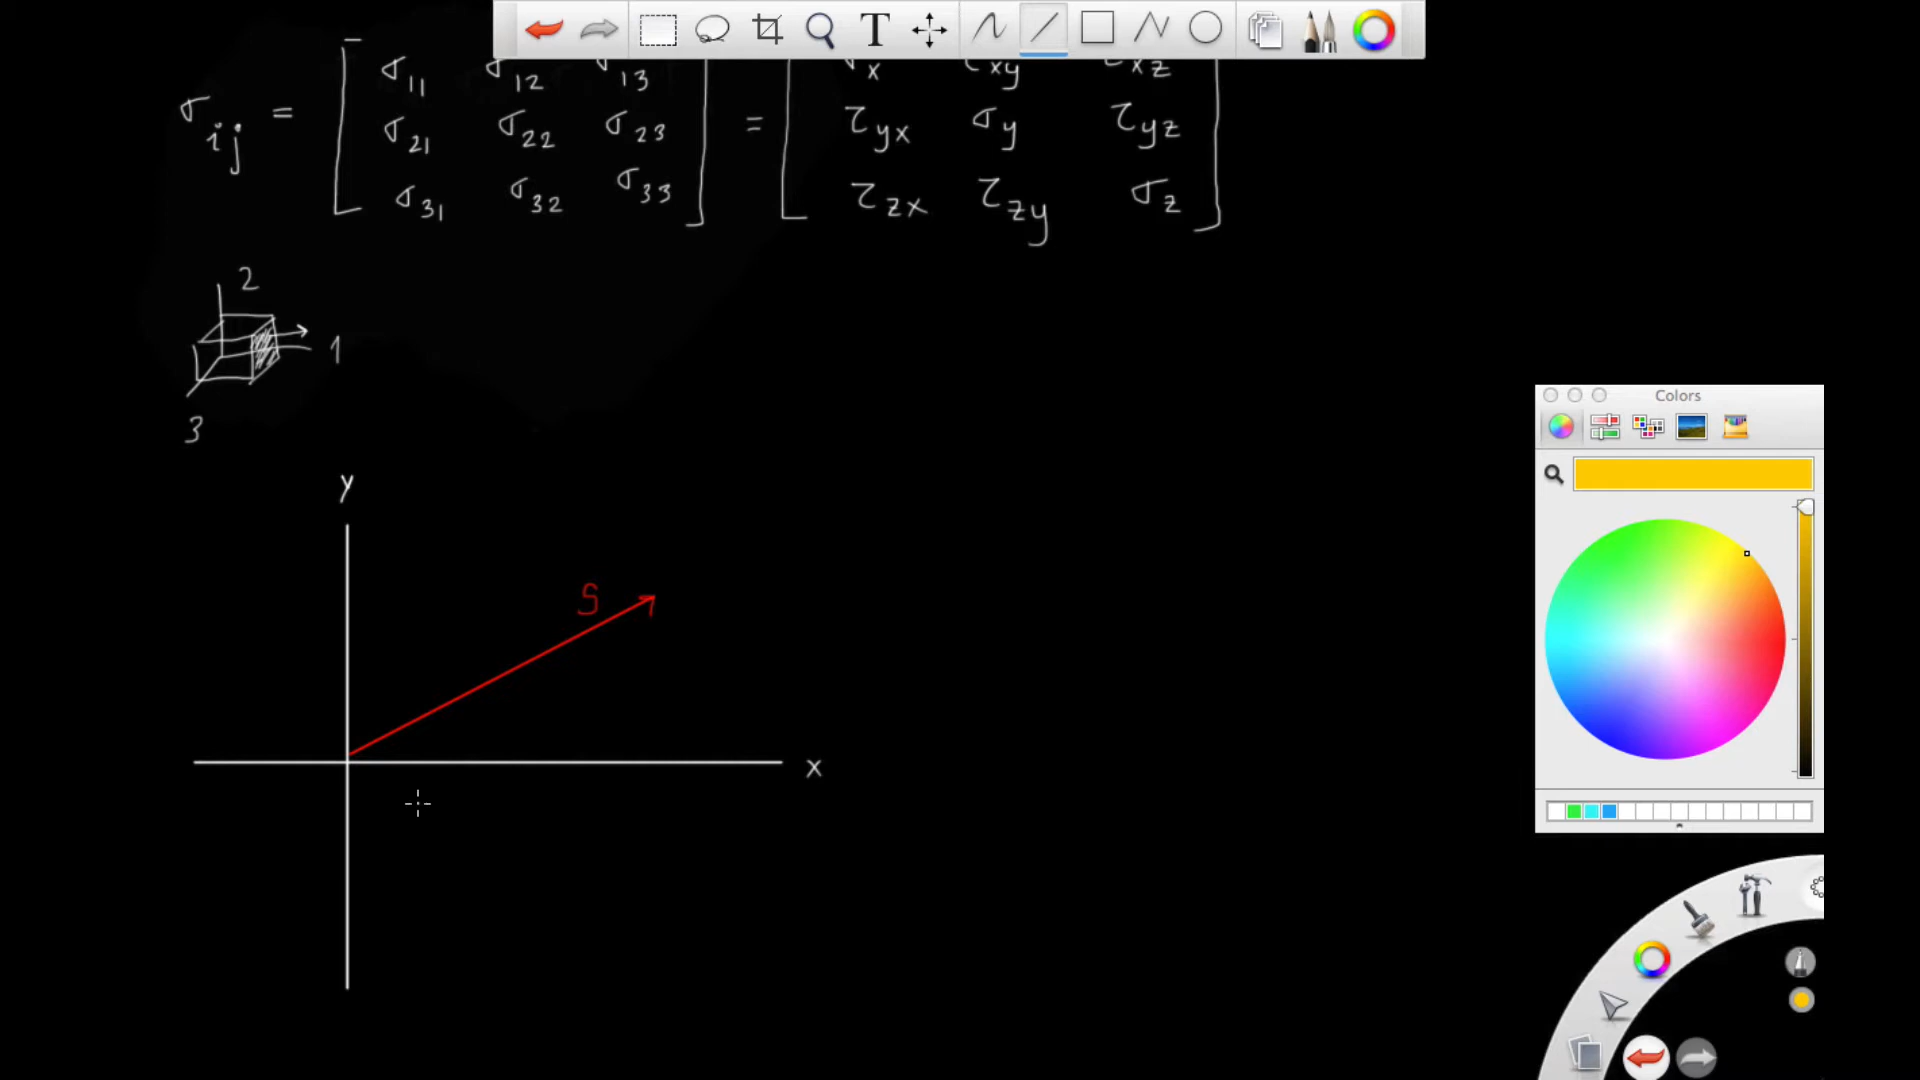 σ11 σ12 σ13 σx τxy τxz
σij = σ21 σ22 σ23 = τyx σy τyz
σ31 σ32 σ33 τzx τzy σz
2
1
3
y
S
x
T
Colors